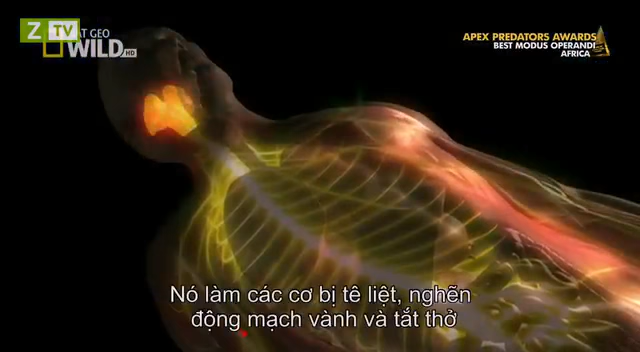 Z TV
AT GEO
WILD HD
APEX PREDATORS AWARDS
BEST MODUS OPERANDI
AFRICA
Nó làm các cơ bị tê liệt, nghẽn
động mạch vành và tắt thở